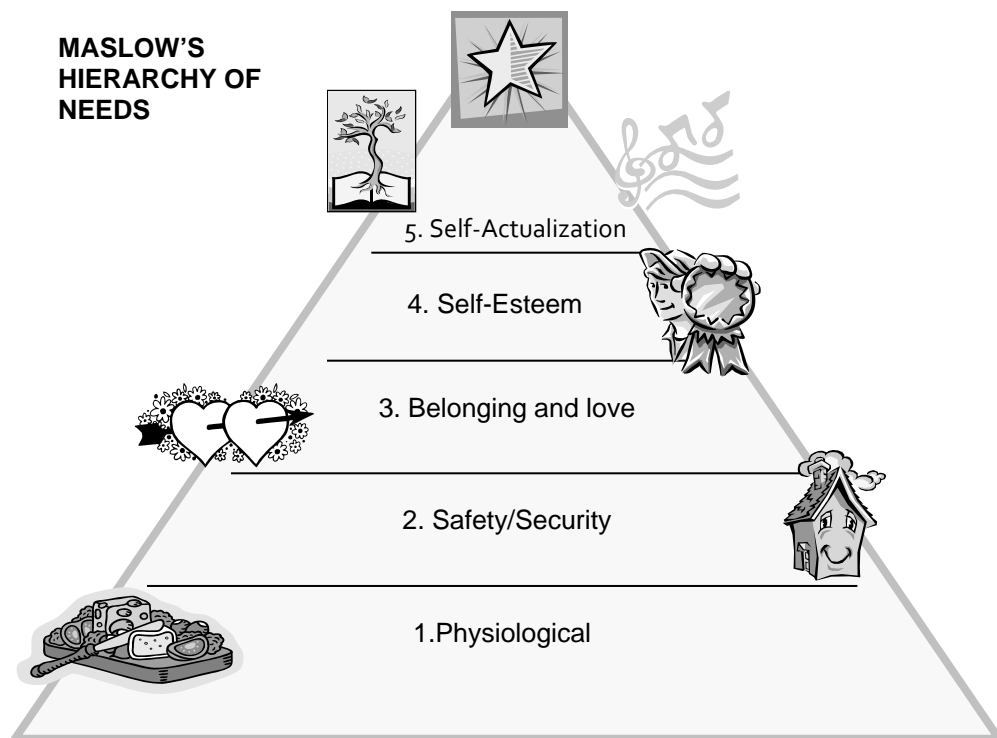 MASLOW’S
HIERARCHY OF
NEEDS
5. Self-Actualization
4. Self-Esteem
3. Belonging and love
2. Safety/Security
1.Physiological